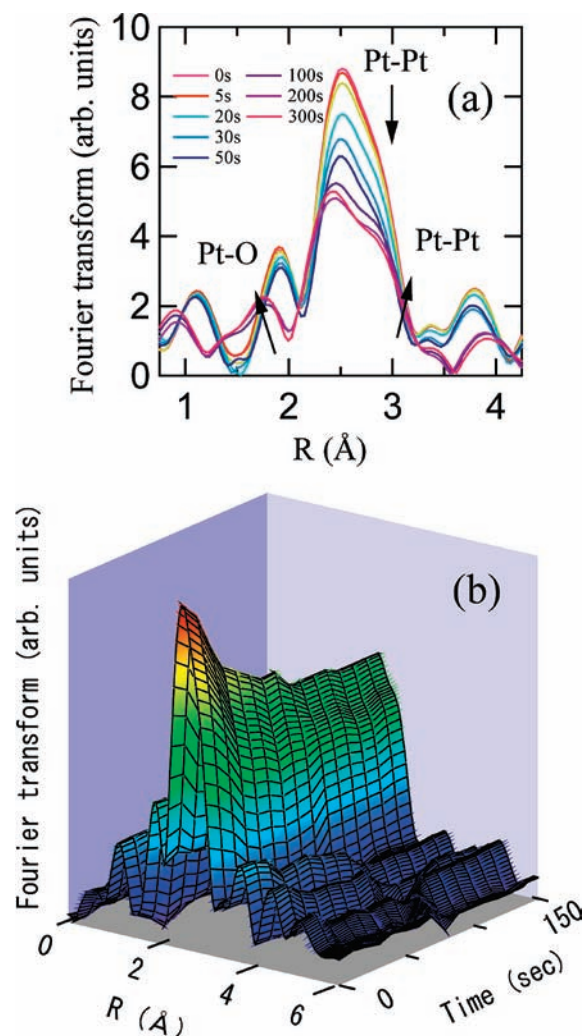 (a)
Fourier transform (arb. units)
10
8
6
4
2
0
0s
5s
20s
30s
50s
100s
200s
300s
Pt-Pt
Pt-O
Pt-Pt
1
2
3
4
R (Å)
(b)
Fourier transform (arb. units)
0
2
4
6
R (Å)
0
150
Time (sec)